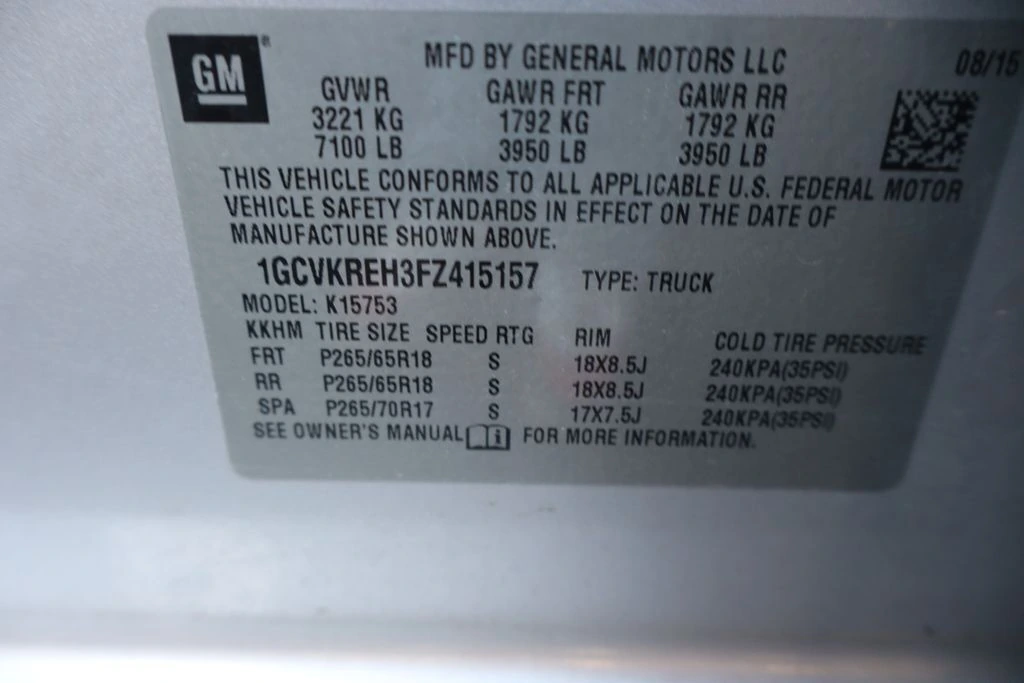 GM® MFD BY GENERAL MOTORS LLC 08/15
GVWR GAWR FRT GAWR RR
3221 KG 1792 KG 1792 KG
7100 LB 3950 LB 3950 LB
THIS VEHICLE CONFORMS TO ALL APPLICABLE U.S. FEDERAL MOTOR
VEHICLE SAFETY STANDARDS IN EFFECT ON THE DATE OF
MANUFACTURE SHOWN ABOVE.
1GCVKREH3FZ415157 TYPE: TRUCK
MODEL: K15753
KKHM TIRE SIZE SPEED RTG RIM COLD TIRE PRESSURE
FRT P265/65R18 S 18X8.5J 240KPA(35PSI)
RR P265/65R18 S 18X8.5J 240KPA(35PSI)
SPA P265/70R17 S 17X7.5J 240KPA(35PSI)
SEE OWNER'S MANUAL FOR MORE INFORMATION.